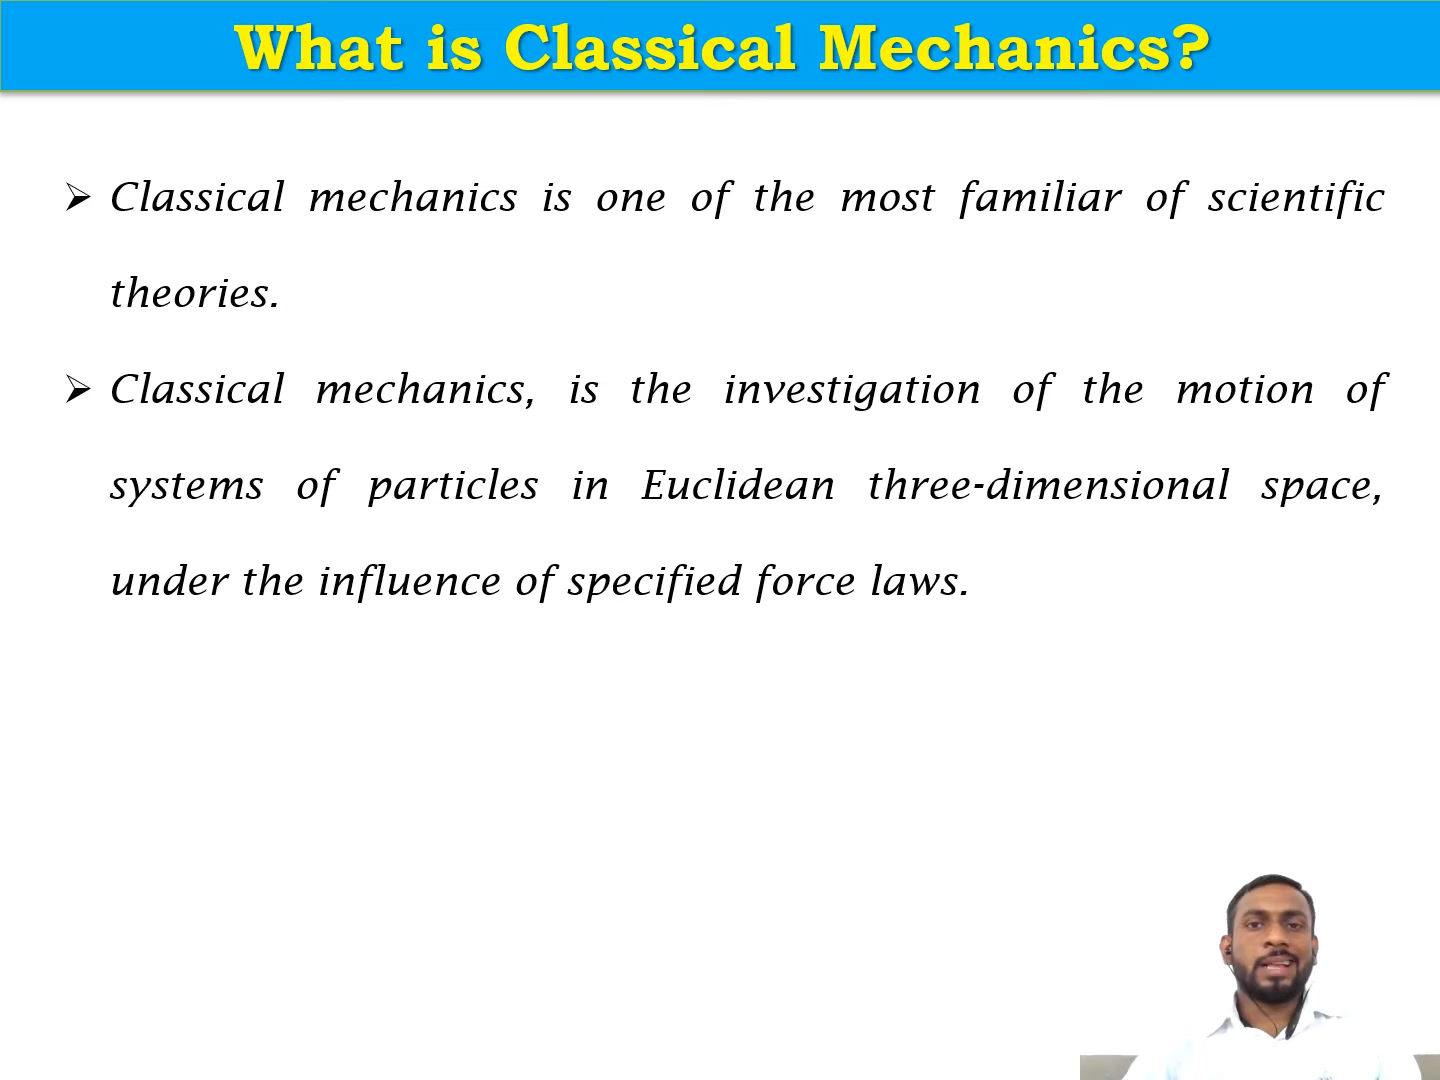 What is Classical Mechanics?
➢ Classical mechanics is one of the most familiar of scientific
theories.
➢ Classical mechanics, is the investigation of the motion of
systems of particles in Euclidean three-dimensional space,
under the influence of specified force laws.